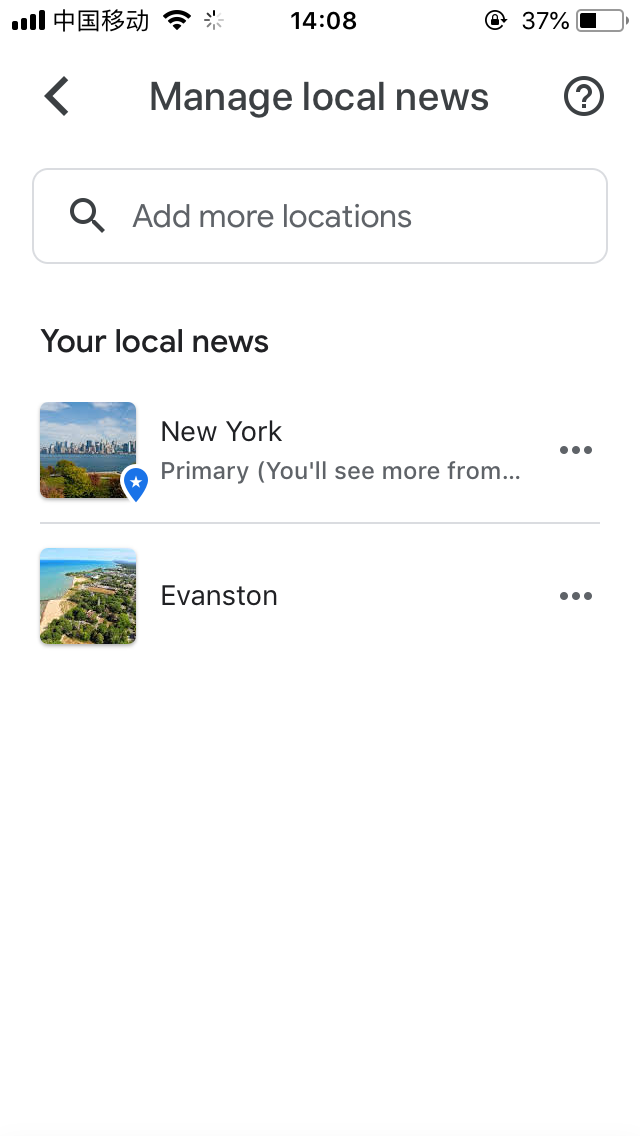 中国移动 14:08 37%
Manage local news
Add more locations
Your local news
New York
Primary (You'll see more from...
Evanston